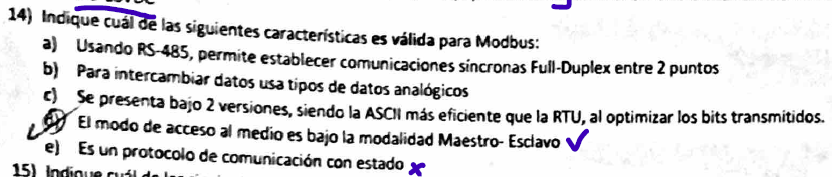 14) Indique cuál de las siguientes características es válida para Modbus:
a) Usando RS-485, permite establecer comunicaciones síncronas Full-Duplex entre 2 puntos
b) Para intercambiar datos usa tipos de datos analógicos
c) Se presenta bajo 2 versiones, siendo la ASCII más eficiente que la RTU, al optimizar los bits transmitidos.
d) El modo de acceso al medio es bajo la modalidad Maestro- Esclavo ✓
e) Es un protocolo de comunicación con estado ✗
15) Indique cuál de